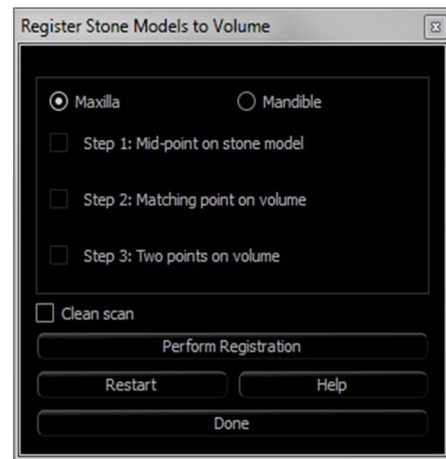 Register Stone Models to Volume
Maxilla Mandible
Step 1: Mid-point on stone model
Step 2: Matching point on volume
Step 3: Two points on volume
Clean scan
Perform Registration
Restart Help
Done